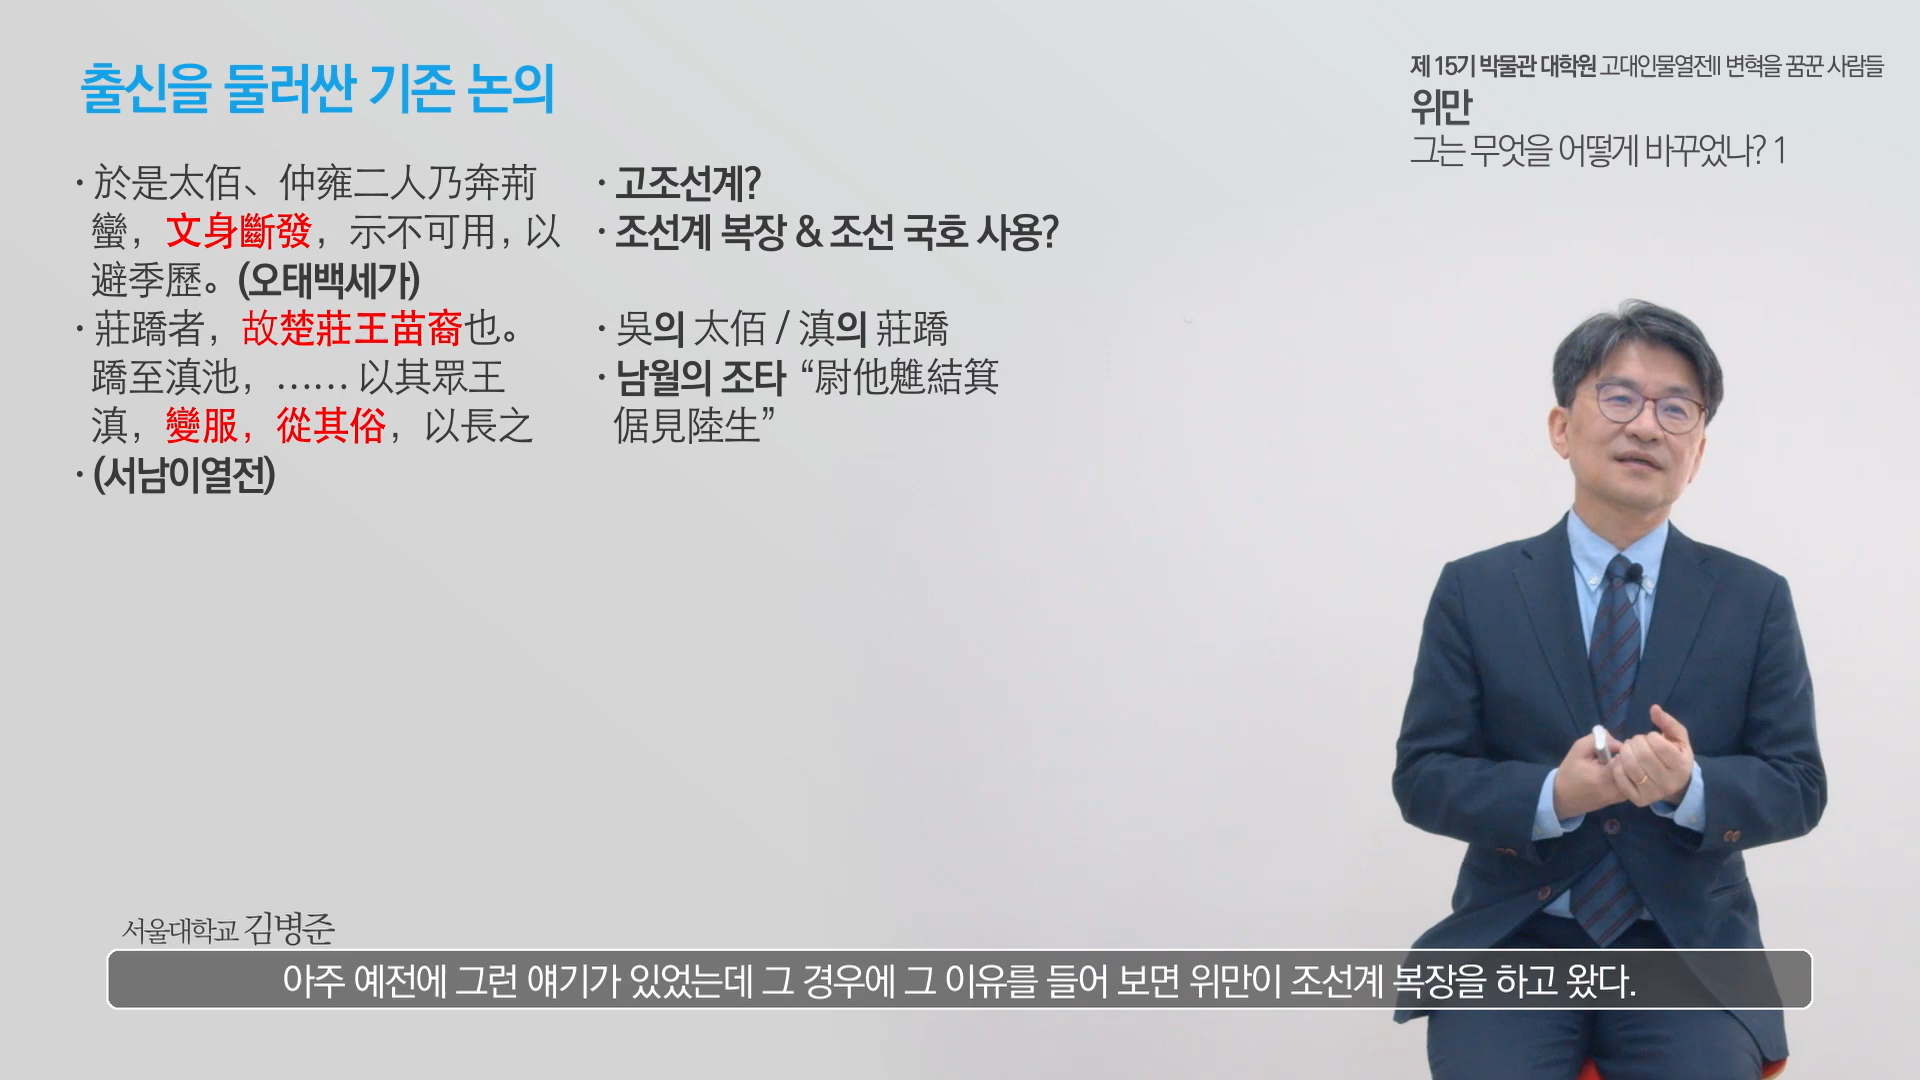 출신을 둘러싼 기존 논의
제 15기 박물관 대학원 고대인물열전II 변혁을 꿈꾼 사람들
위만
그는 무엇을 어떻게 바꾸었나? 1
· 於是太佰、仲雍二人乃奔荊
蠻，文身斷發，示不可用, 以
避季歷。(오태백세가)
· 莊蹻者，故楚莊王苗裔也。
蹻至滇池，…… 以其眾王
滇，變服，從其俗，以長之
· (서남이열전)
· 고조선계?
· 조선계 복장 & 조선 국호 사용?
· 吳의 太佰 / 滇의 莊蹻
· 남월의 조타 “尉他魋結箕
倨見陸生”
서울대학교 김병준
아주 예전에 그런 얘기가 있었는데 그 경우에 그 이유를 들어 보면 위만이 조선계 복장을 하고 왔다.